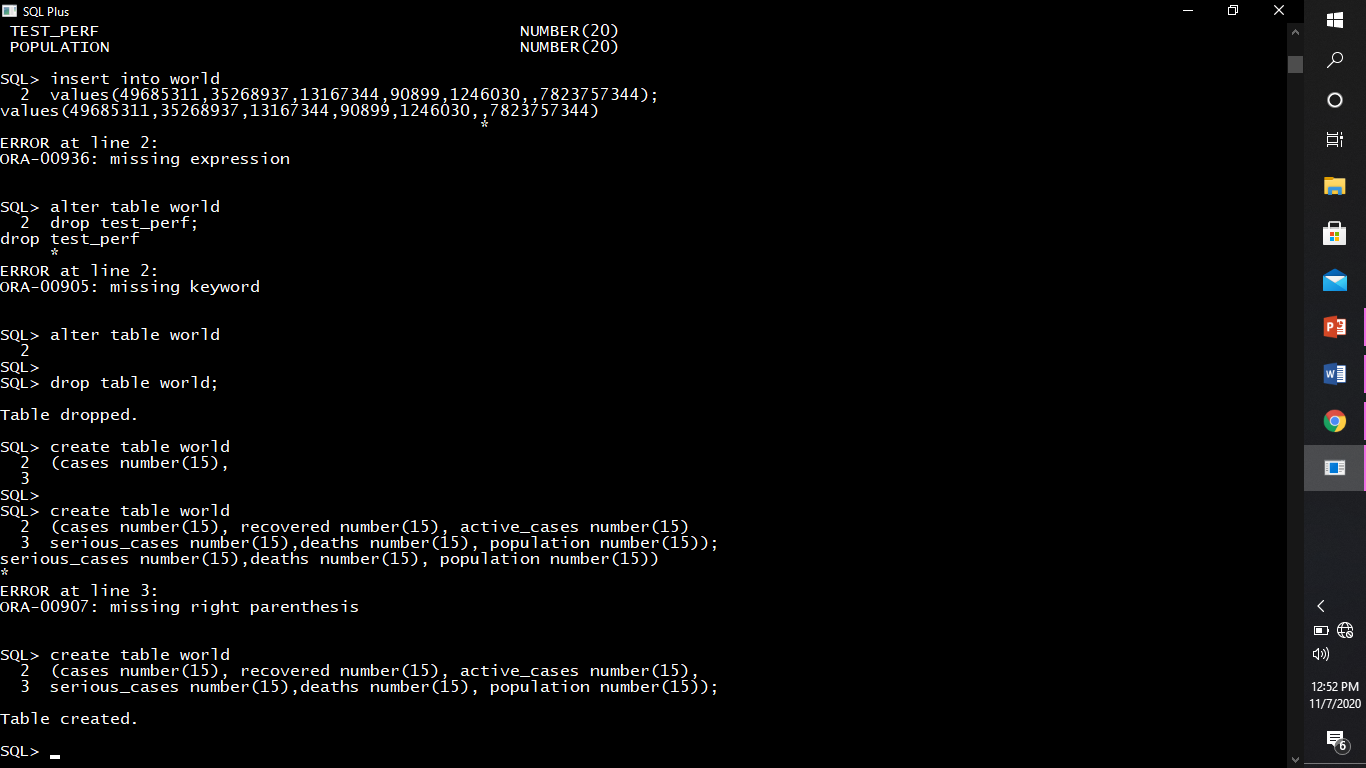 SQL Plus
TEST_PERF NUMBER(20)
POPULATION NUMBER(20)
SQL> insert into world
2 values(49685311,35268937,13167344,90899,1246030,,7823757344);
values(49685311,35268937,13167344,90899,1246030,,7823757344)
*
ERROR at line 2:
ORA-00936: missing expression
SQL> alter table world
2 drop test_perf;
drop test_perf
*
ERROR at line 2:
ORA-00905: missing keyword
SQL> alter table world
2
SQL>
SQL> drop table world;
Table dropped.
SQL> create table world
2 (cases number(15),
3
SQL>
SQL> create table world
2 (cases number(15), recovered number(15), active_cases number(15)
3 serious_cases number(15),deaths number(15), population number(15));
serious_cases number(15),deaths number(15), population number(15))
*
ERROR at line 3:
ORA-00907: missing right parenthesis
SQL> create table world
2 (cases number(15), recovered number(15), active_cases number(15),
3 serious_cases number(15),deaths number(15), population number(15));
Table created.
SQL> _
P
W
12:52 PM
11/7/2020
6